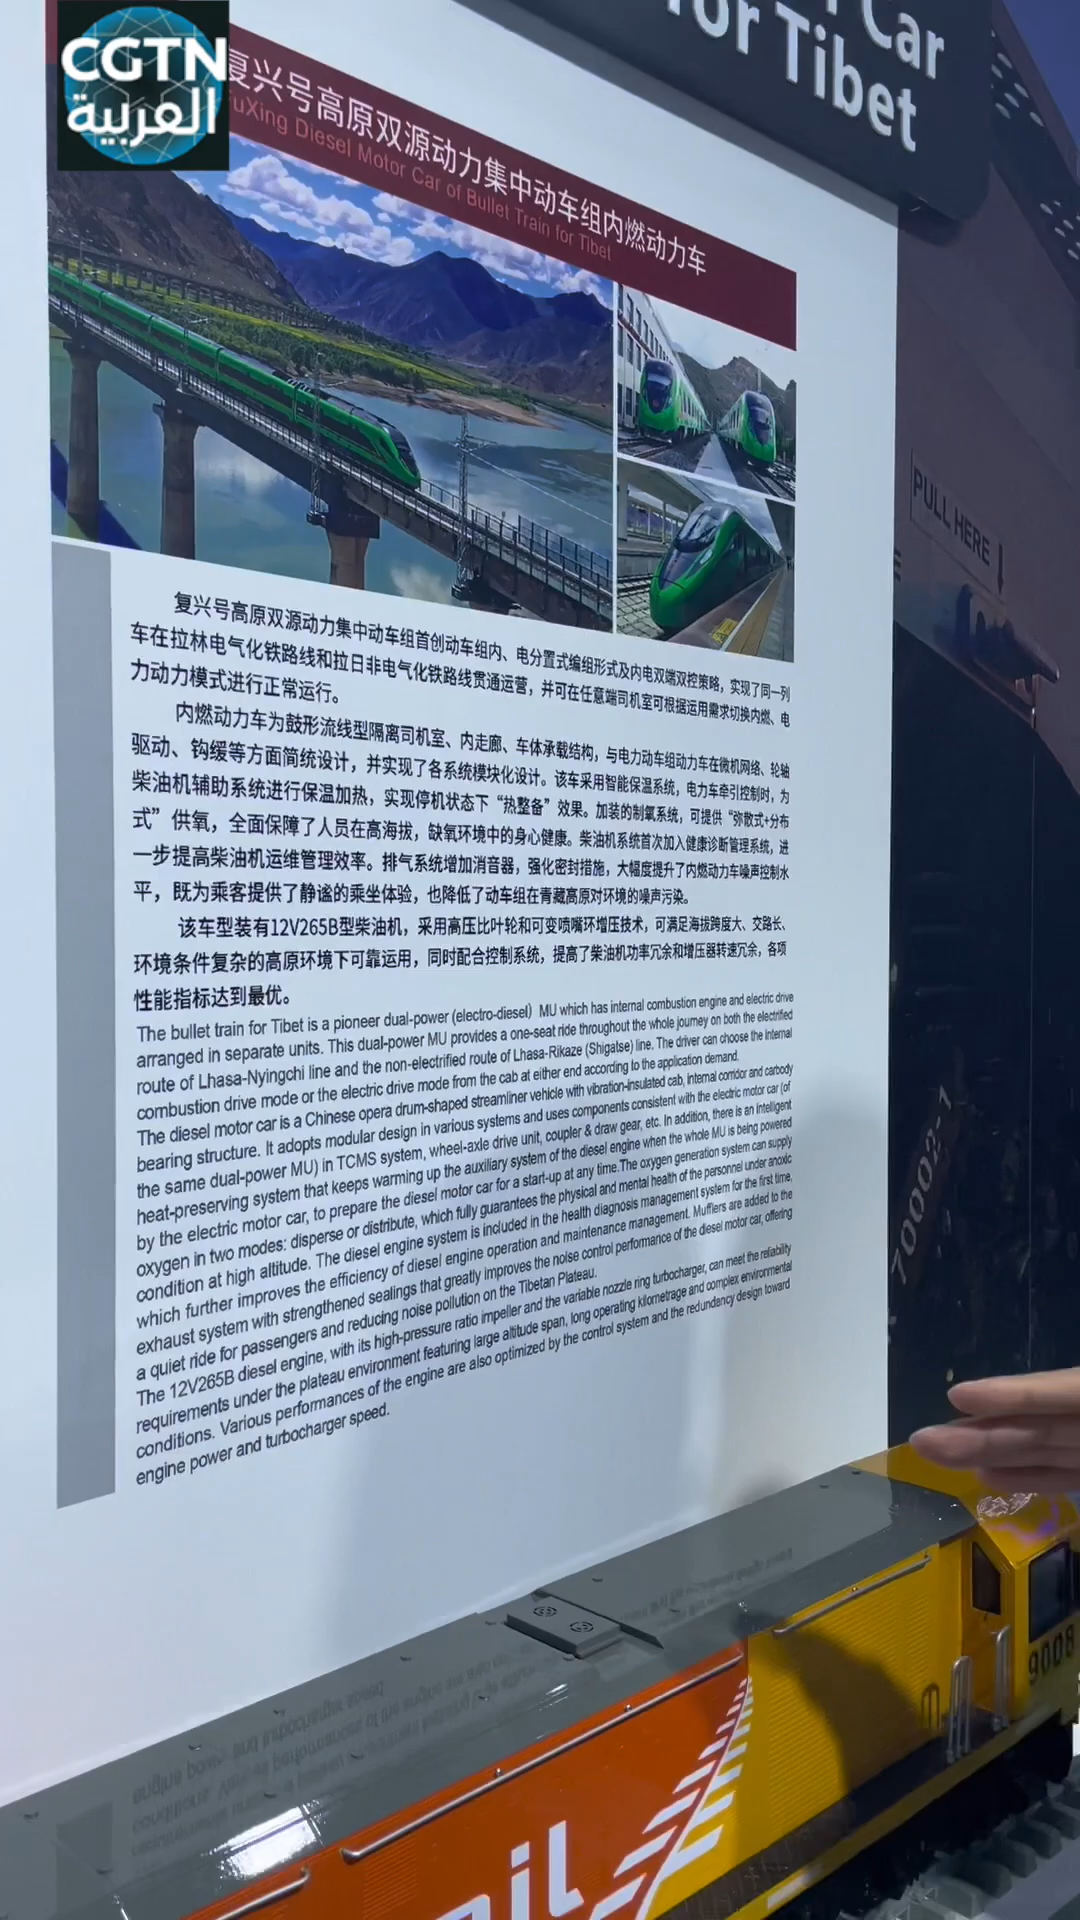 CGTN
العربية
Car
for Tibet
复兴号高原双源动力集中动车组内燃动力车
FuXing Diesel Motor Car of Bullet Train for Tibet
PULL HERE
复兴号高原双源动力集中动车组首创动车组内、电分置式编组形式及内电双端双控策略，实现了同一列
车在拉林电气化铁路线和拉日非电气化铁路线贯通运营，并可在任意端司机室可根据运用需求切换内燃、电
力动力模式进行正常运行。
内燃动力车为鼓形流线型隔离司机室、内走廊、车体承载结构，与电力动车组动力车在微机网络、轮轴
驱动、钩缓等方面简统设计，并实现了各系统模块化设计。该车采用智能保温系统，电力车牵引控制时，为
柴油机辅助系统进行保温加热，实现停机状态下“热整备”效果。加装的制氧系统，可提供“弥散式+分布
式”供氧，全面保障了人员在高海拔，缺氧环境中的身心健康。柴油机系统首次加入健康诊断管理系统，进
一步提高柴油机运维管理效率。排气系统增加消音器，强化密封措施，大幅度提升了内燃动力车噪声控制水
平，既为乘客提供了静谧的乘坐体验，也降低了动车组在青藏高原对环境的噪声污染。
该车型装有12V265B型柴油机，采用高压比叶轮和可变喷嘴环增压技术，可满足海拔跨度大、交路长、
环境条件复杂的高原环境下可靠运用，同时配合控制系统，提高了柴油机功率冗余和增压器转速冗余，各项
性能指标达到最优。
The bullet train for Tibet is a pioneer dual-power (electro-diesel) MU which has internal combustion engine and electric drive
arranged in separate units. This dual-power MU provides a one-seat ride throughout the whole journey on both the electrified
route of Lhasa-Nyingchi line and the non-electrified route of Lhasa-Rikaze (Shigatse) line. The driver can choose the internal
combustion drive mode or the electric drive mode from the cab at either end according to the application demand.
The diesel motor car is a Chinese opera drum-shaped streamliner vehicle with vibration-insulated cab, internal corridor and carbody
bearing structure. It adopts modular design in various systems and uses components consistent with the electric motor car (of
the same dual-power MU) in TCMS system, wheel-axle drive unit, coupler & draw gear, etc. In addition, there is an intelligent
heat-preserving system that keeps warming up the auxiliary system of the diesel engine when the whole MU is being powered
by the electric motor car, to prepare the diesel motor car for a start-up at any time.The oxygen generation system can supply
oxygen in two modes: disperse or distribute, which fully guarantees the physical and mental health of the personnel under anoxic
condition at high altitude. The diesel engine system is included in the health diagnosis management system for the first time,
which further improves the efficiency of diesel engine operation and maintenance management. Mufflers are added to the
exhaust system with strengthened sealings that greatly improves the noise control performance of the diesel motor car, offering
a quiet ride for passengers and reducing noise pollution on the Tibetan Plateau.
The 12V265B diesel engine, with its high-pressure ratio impeller and the variable nozzle ring turbocharger, can meet the reliability
requirements under the plateau environment featuring large altitude span, long operating kilometrage and complex environmental
conditions. Various performances of the engine are also optimized by the control system and the redundancy design toward
engine power and turbocharger speed.
70002-1
9008